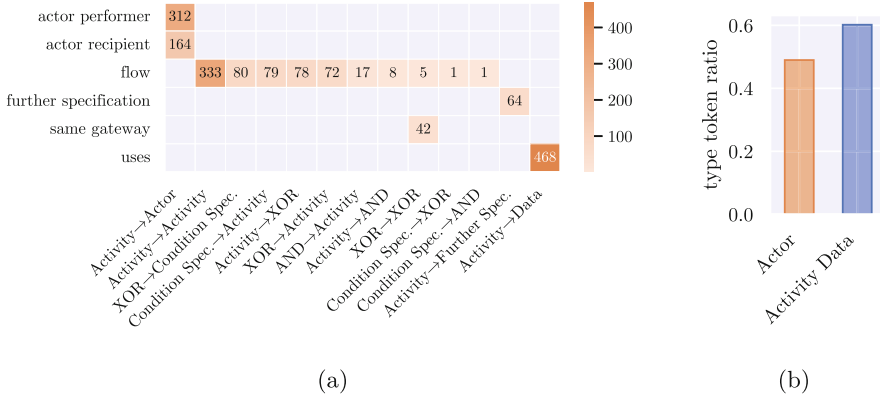 actor performer 312
actor recipient 164
flow 333 80 79 78 72 17 8 5 1 1
further specification 64
same gateway 42
uses 468
Activity→Actor
Activity→Activity
XOR→Condition Spec.
Condition Spec.→Activity
Activity→XOR
XOR→Activity
AND→Activity
Activity→AND
XOR→XOR
Condition Spec.→XOR
Condition Spec.→AND
Activity→Further Spec.
Activity→Data
400
300
200
100
(a)
type token ratio
0.6
0.4
0.2
0.0
Actor
Activity Data
(b)